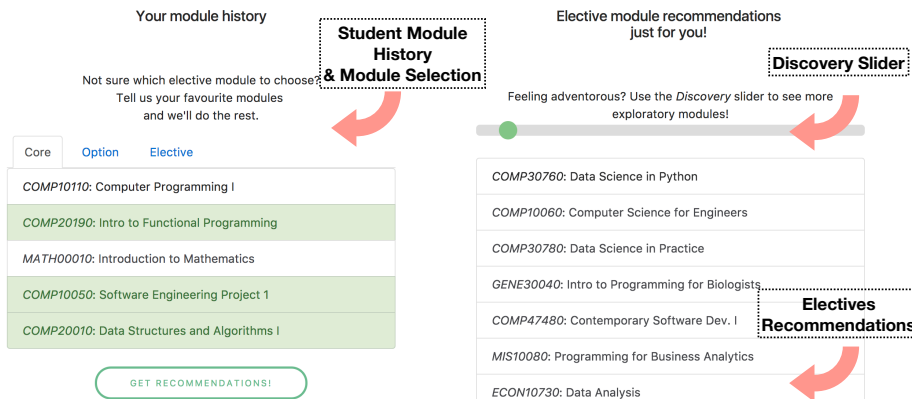 Your module history
Student Module
History
& Module Selection
Not sure which elective module to choose?
Tell us your favourite modules
and we'll do the rest.
Core Option Elective
COMP10110: Computer Programming I
COMP20190: Intro to Functional Programming
MATH00010: Introduction to Mathematics
COMP10050: Software Engineering Project 1
COMP20010: Data Structures and Algorithms I
GET RECOMMENDATIONS!
Elective module recommendations
just for you!
Discovery Slider
Feeling adventorous? Use the Discovery slider to see more
exploratory modules!
COMP30760: Data Science in Python
COMP10060: Computer Science for Engineers
COMP30780: Data Science in Practice
GENE30040: Intro to Programming for Biologists
COMP47480: Contemporary Software Dev. I
MIS10080: Programming for Business Analytics
ECON10730: Data Analysis
Electives
Recommendations